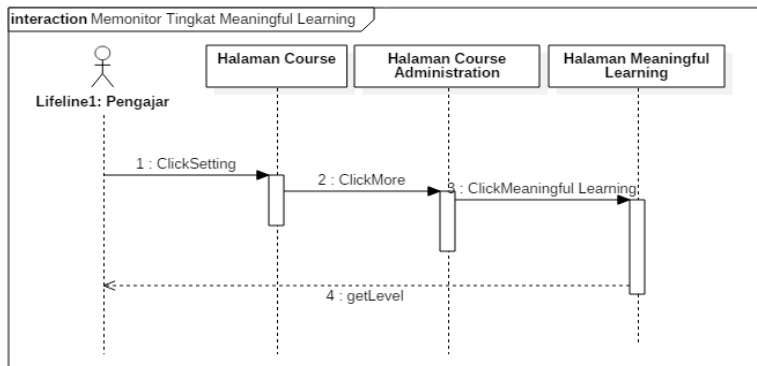 interaction Memonitor Tingkat Meaningful Learning
Lifeline1: Pengajar
Halaman Course
Halaman Course
Administration
Halaman Meaningful
Learning
1 : ClickSetting
2 : ClickMore
3 : ClickMeaningful Learning
4 : getLevel